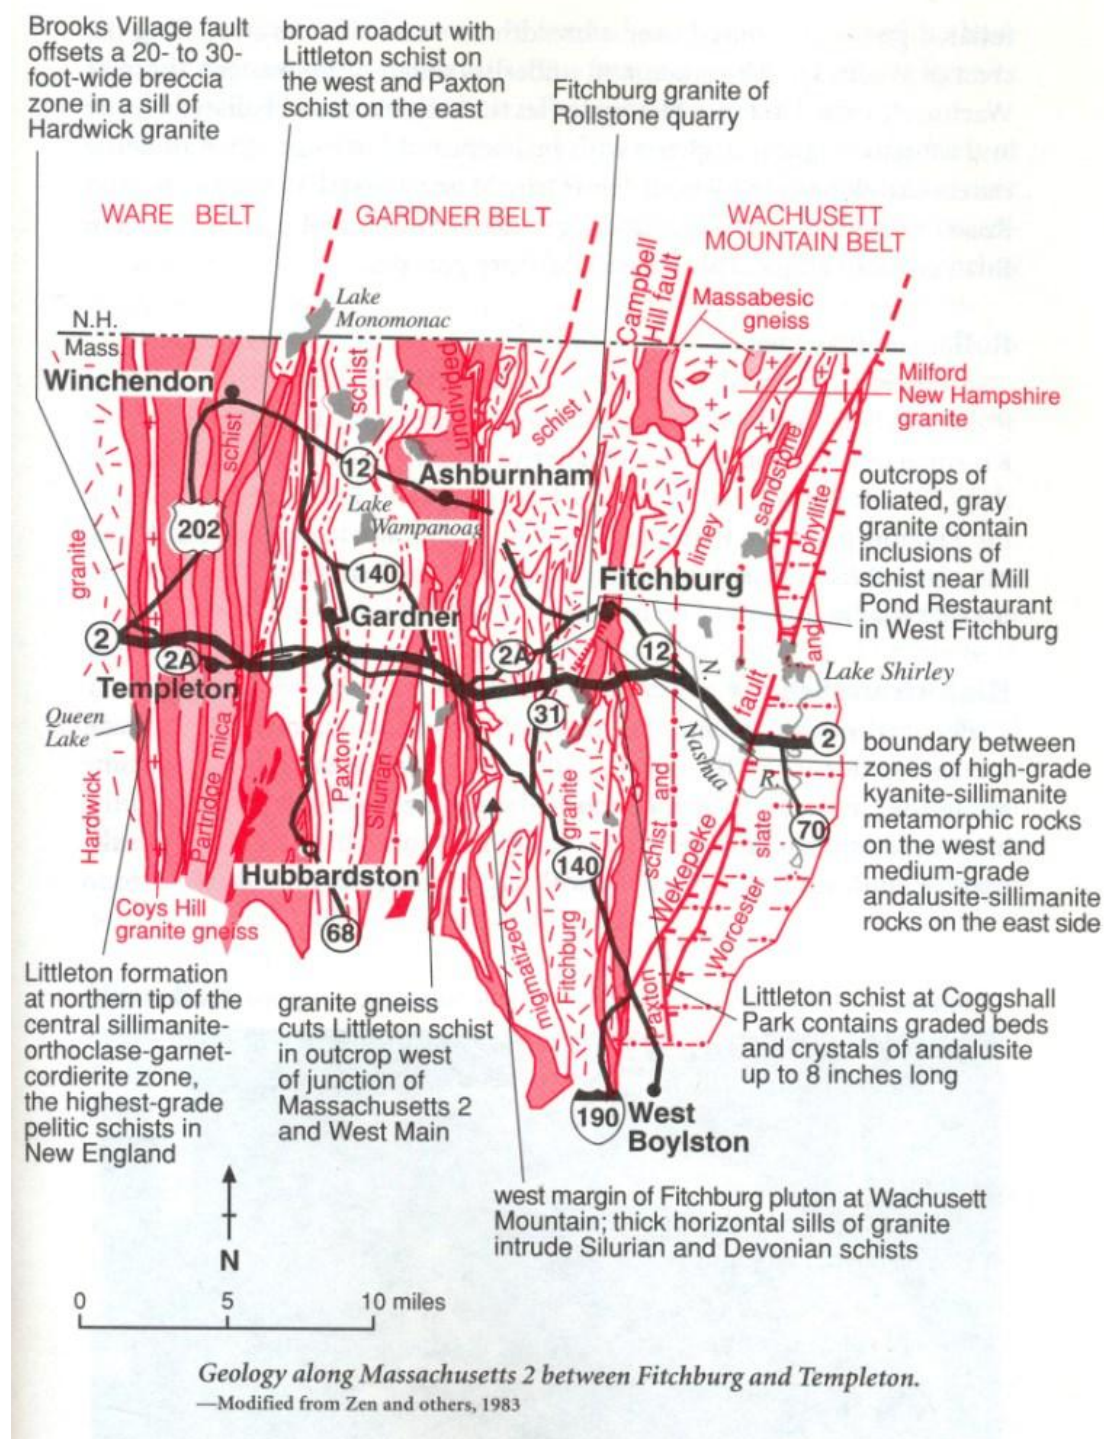 Brooks Village fault
offsets a 20- to 30-
foot-wide breccia
zone in a sill of
Hardwick granite
broad roadcut with
Littleton schist on
the west and Paxton
schist on the east
Fitchburg granite of
Rollstone quarry
WARE BELT
GARDNER BELT
WACHUSETT
MOUNTAIN BELT
Campbell
Hill fault
Lake
Monomonac
Massabesic
gneiss
N.H.
Mass.
Winchendon
schist
schist
undivided
schist
Milford
New Hampshire
granite
12
Ashburnham
202
Lake
Wampanoag
granite
limey
sandstone
phyllite
and
outcrops of
foliated, gray
granite contain
inclusions of
schist near Mill
Pond Restaurant
in West Fitchburg
140
Fitchburg
Gardner
2
2A
2A
12
Templeton
Lake Shirley
Queen
Lake
31
N.
Nashua
R.
fault
2
70
boundary between
zones of high-grade
kyanite-sillimanite
metamorphic rocks
on the west and
medium-grade
andalusite-sillimanite
rocks on the east side
Hardwick
Partridge mica
Paxton
Silurian
granite
schist and
Wekepeke
slate
Worcester
140
Hubbardston
68
Coys Hill
granite gneiss
migmatized
Fitchburg
Paxton
Littleton formation
at northern tip of the
central sillimanite-
orthoclase-garnet-
cordierite zone,
the highest-grade
pelitic schists in
New England
granite gneiss
cuts Littleton schist
in outcrop west
of junction of
Massachusetts 2
and West Main
Littleton schist at Coggshall
Park contains graded beds
and crystals of andalusite
up to 8 inches long
190
West
Boylston
west margin of Fitchburg pluton at Wachusett
Mountain; thick horizontal sills of granite
intrude Silurian and Devonian schists
N
0 5 10 miles
Geology along Massachusetts 2 between Fitchburg and Templeton.
—Modified from Zen and others, 1983